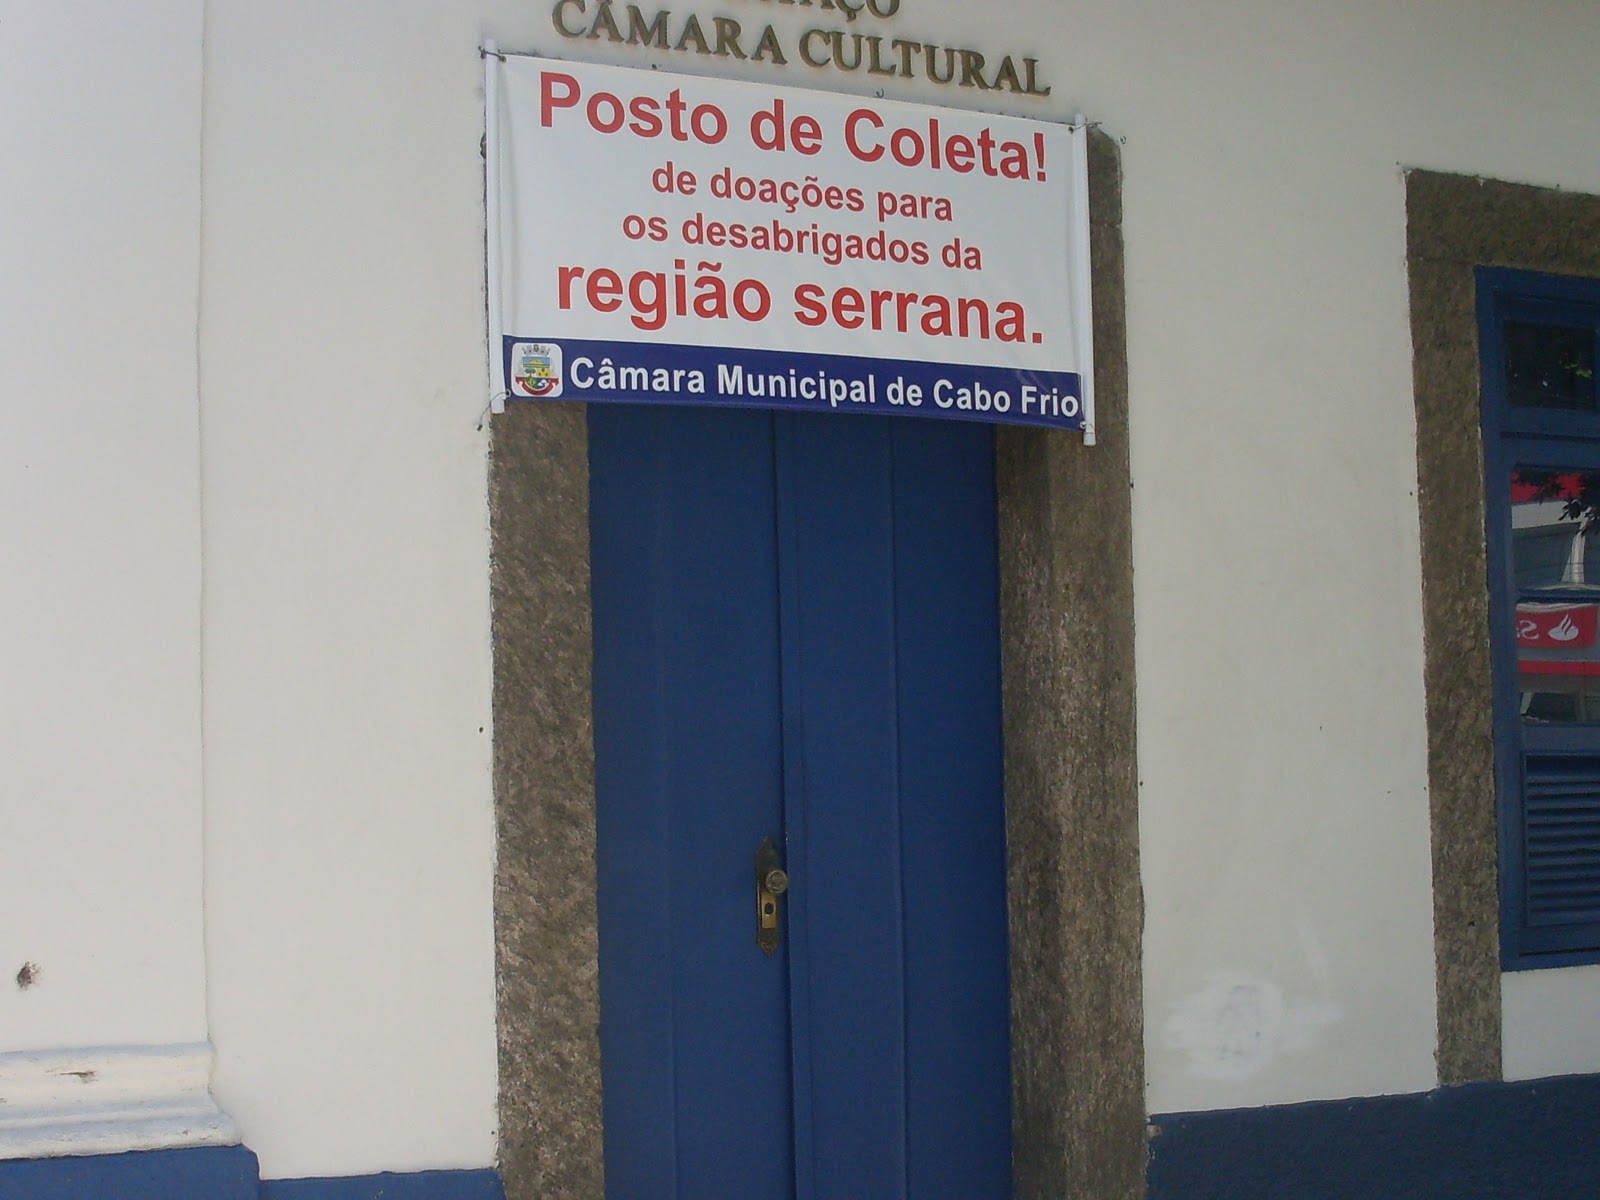 CÂMARA CULTURAL
Posto de Coleta!
de doações para
os desabrigados da
região serrana.
Câmara Municipal de Cabo Frio